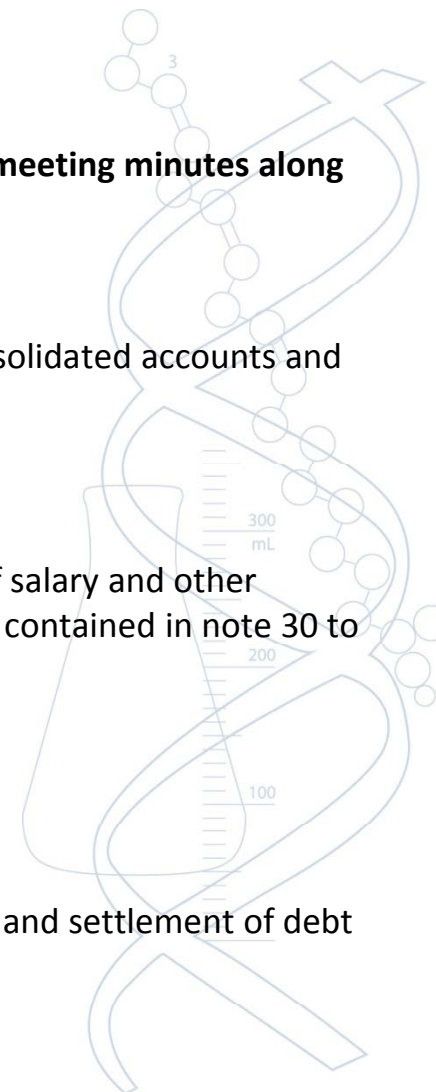 3
meeting minutes along
solidated accounts and
300
mL
f salary and other
contained in note 30 to
200
100
and settlement of debt